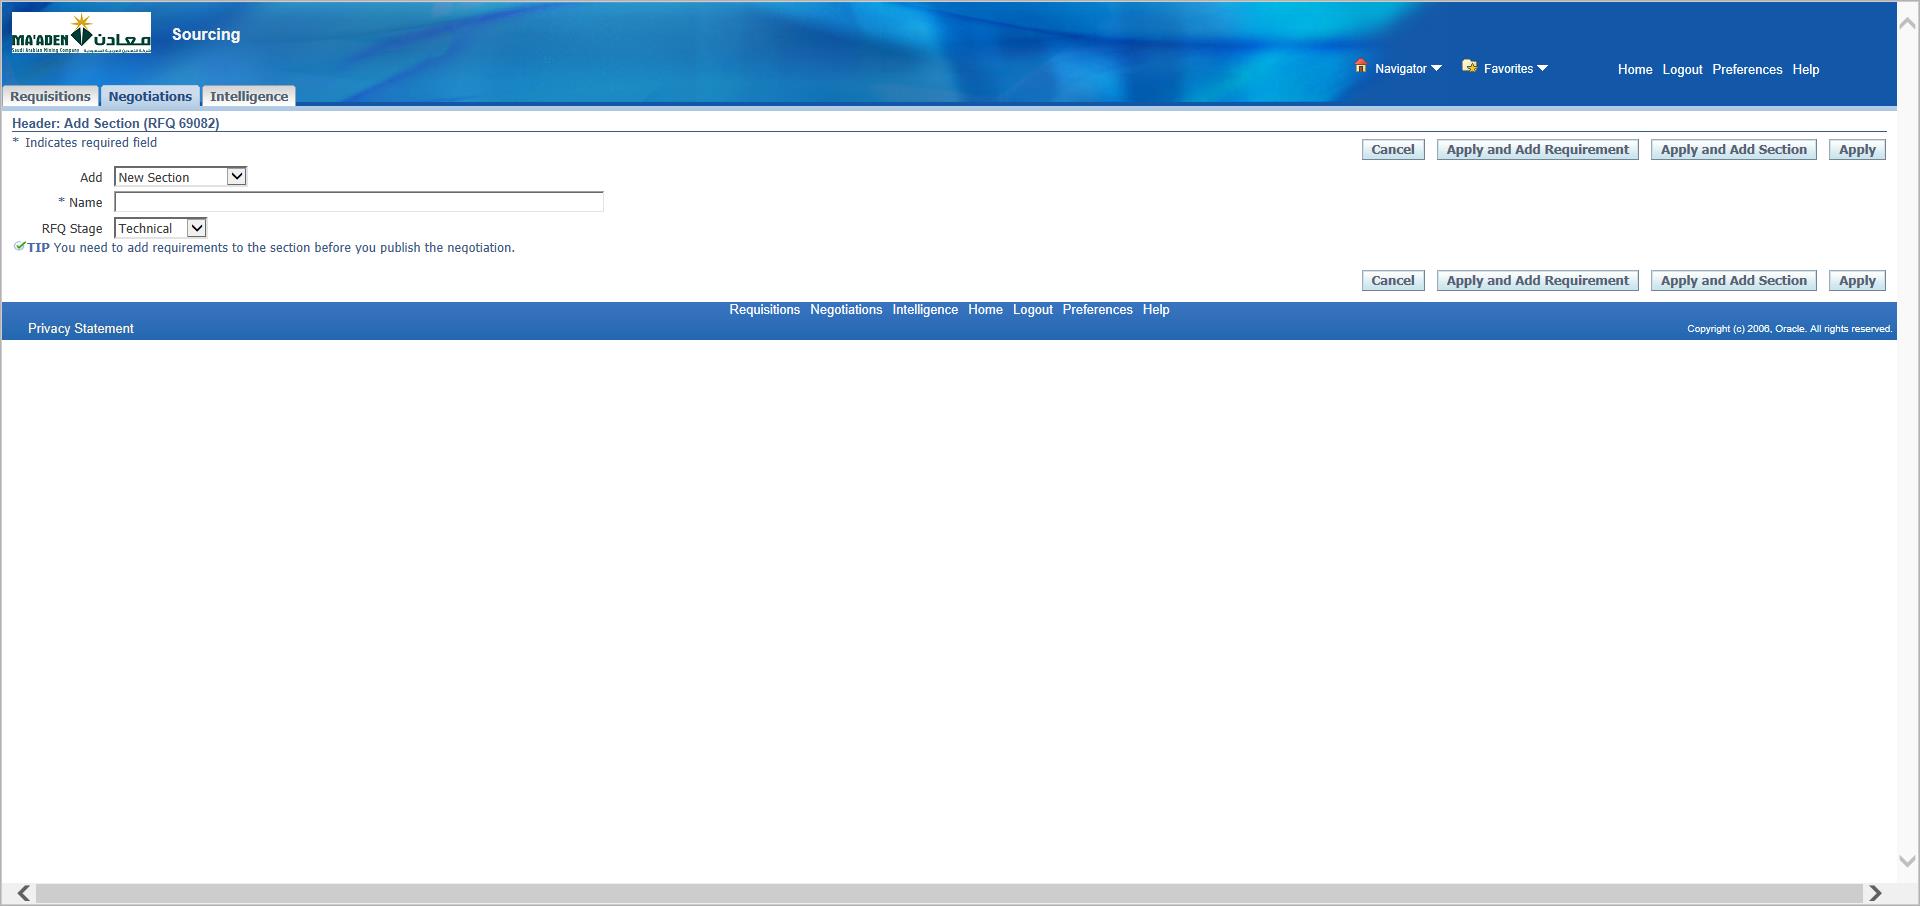 MA'ADEN معادن
Saudi Arabian Mining Company
Sourcing
Navigator Favorites Home Logout Preferences Help
Requisitions Negotiations Intelligence
Header: Add Section (RFQ 69082)
* Indicates required field
Cancel Apply and Add Requirement Apply and Add Section Apply
Add New Section
* Name
RFQ Stage Technical
TIP You need to add requirements to the section before you publish the negotiation.
Cancel Apply and Add Requirement Apply and Add Section Apply
Requisitions Negotiations Intelligence Home Logout Preferences Help
Privacy Statement
Copyright (c) 2006, Oracle. All rights reserved.